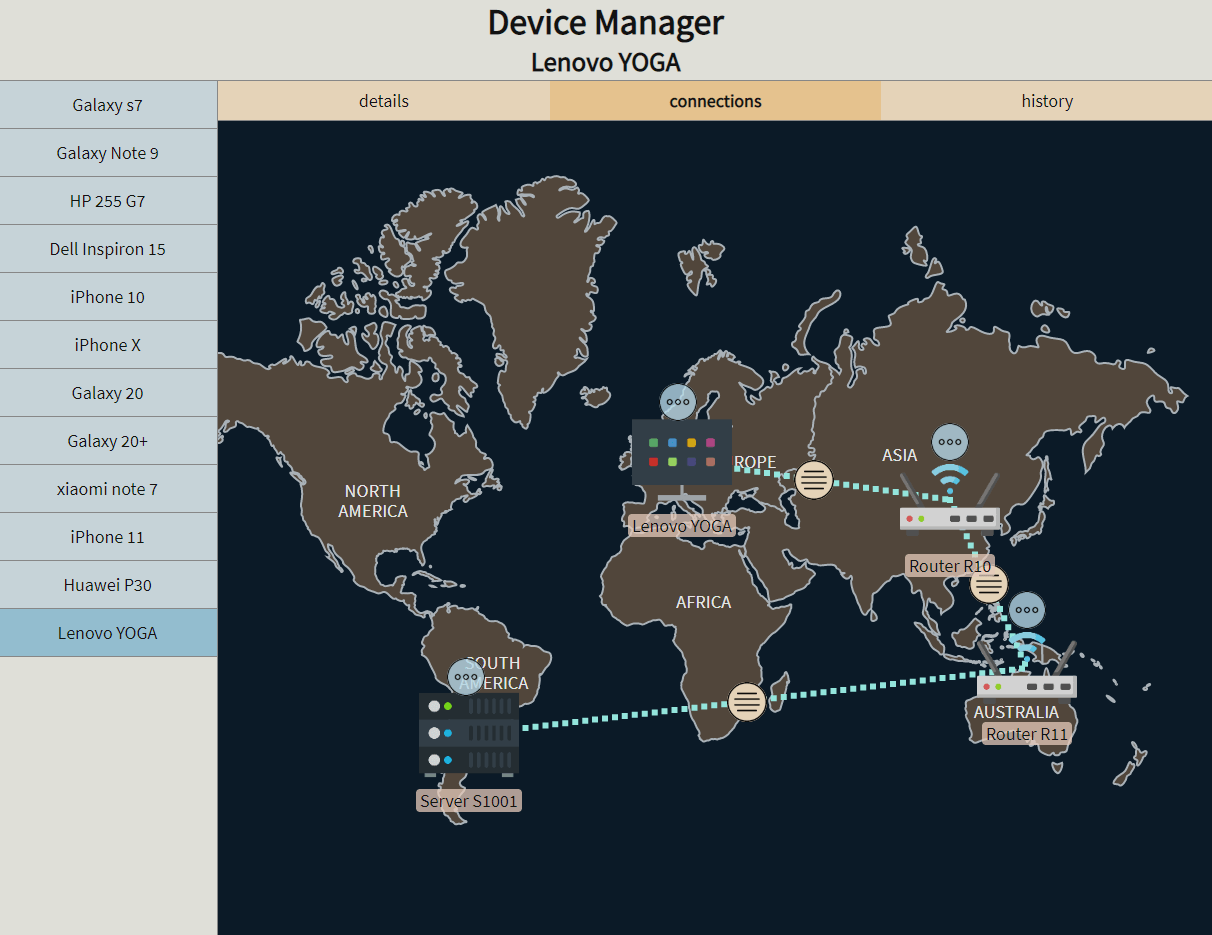 Device Manager
Lenovo YOGA
details
connections
history
Galaxy s7
Galaxy Note 9
HP 255 G7
Dell Inspiron 15
iPhone 10
iPhone X
Galaxy 20
Galaxy 20+
xiaomi note 7
iPhone 11
Huawei P30
Lenovo YOGA
NORTH
AMERICA
ROPE
ASIA
Lenovo YOGA
Router R10
AFRICA
SOUTH
AMERICA
AUSTRALIA
Router R11
Server S1001